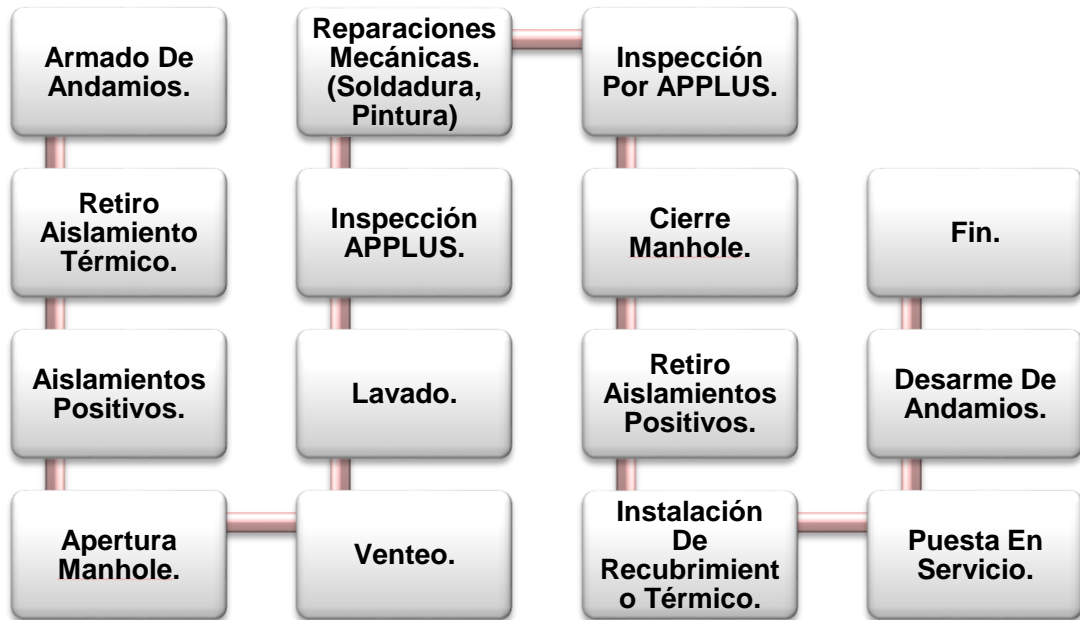 Armado De
Andamios.
Retiro
Aislamiento
Térmico.
Aislamientos
Positivos.
Apertura
Manhole.
Venteo.
Lavado.
Inspección
APPLUS.
Reparaciones
Mecánicas.
(Soldadura,
Pintura)
Inspección
Por APPLUS.
Cierre
Manhole.
Retiro
Aislamientos
Positivos.
Instalación
De
Recubrimient
o Térmico.
Puesta En
Servicio.
Desarme De
Andamios.
Fin.